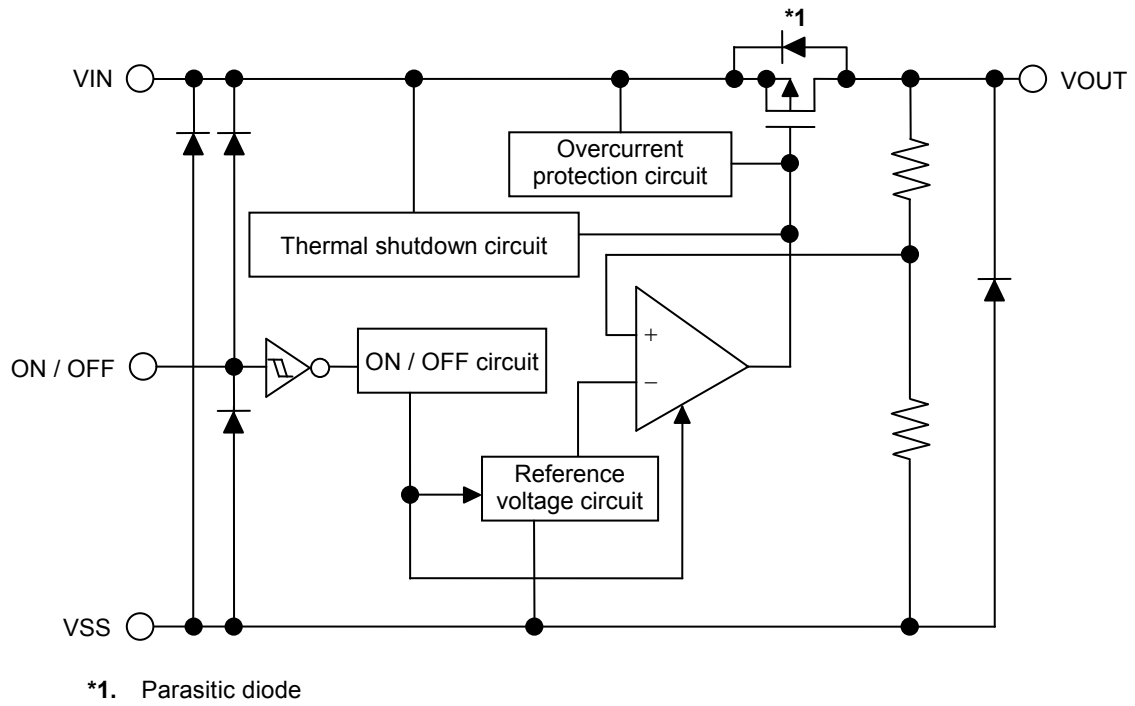 *1
VIN
VOUT
Overcurrent
protection circuit
Thermal shutdown circuit
+
−
ON / OFF
ON / OFF circuit
Reference
voltage circuit
VSS
*1. Parasitic diode